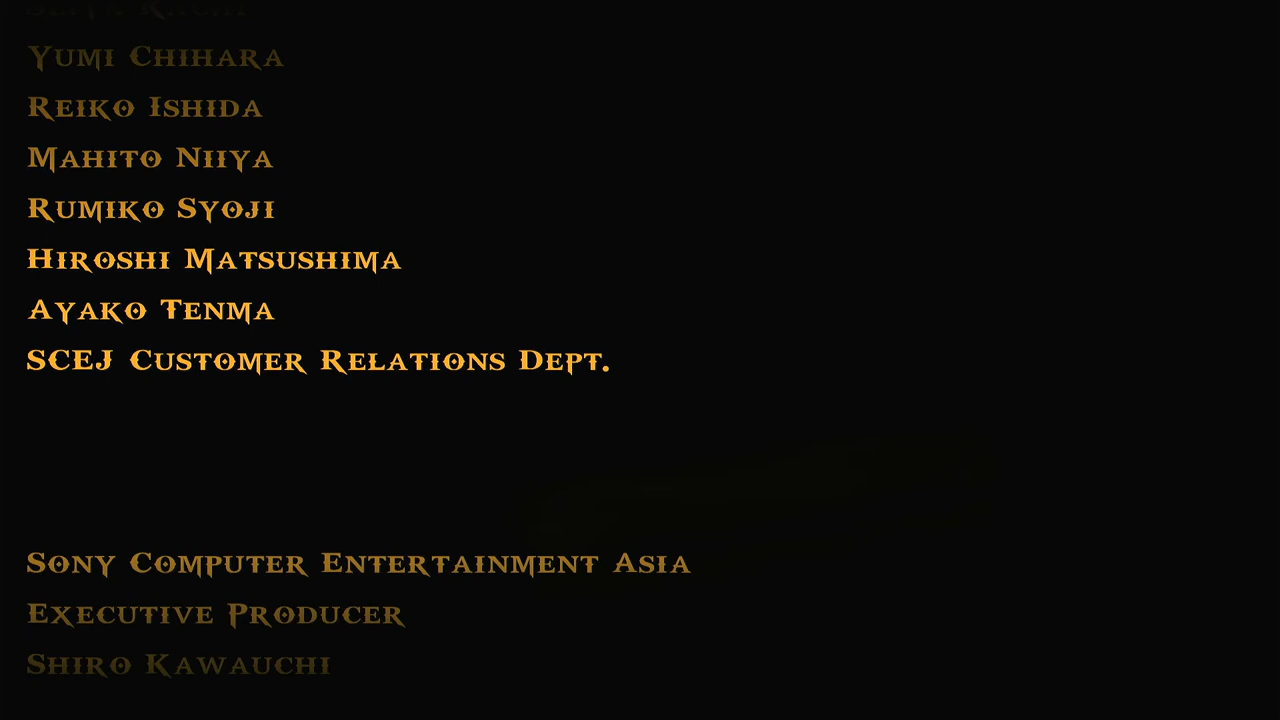 Yumi Chihara
Reiko Ishida
Mahito Niiya
Rumiko Syoji
Hiroshi Matsushima
Ayako Tenma
SCEJ Customer Relations Dept.
Sony Computer Entertainment Asia
Executive Producer
Shiro Kawauchi